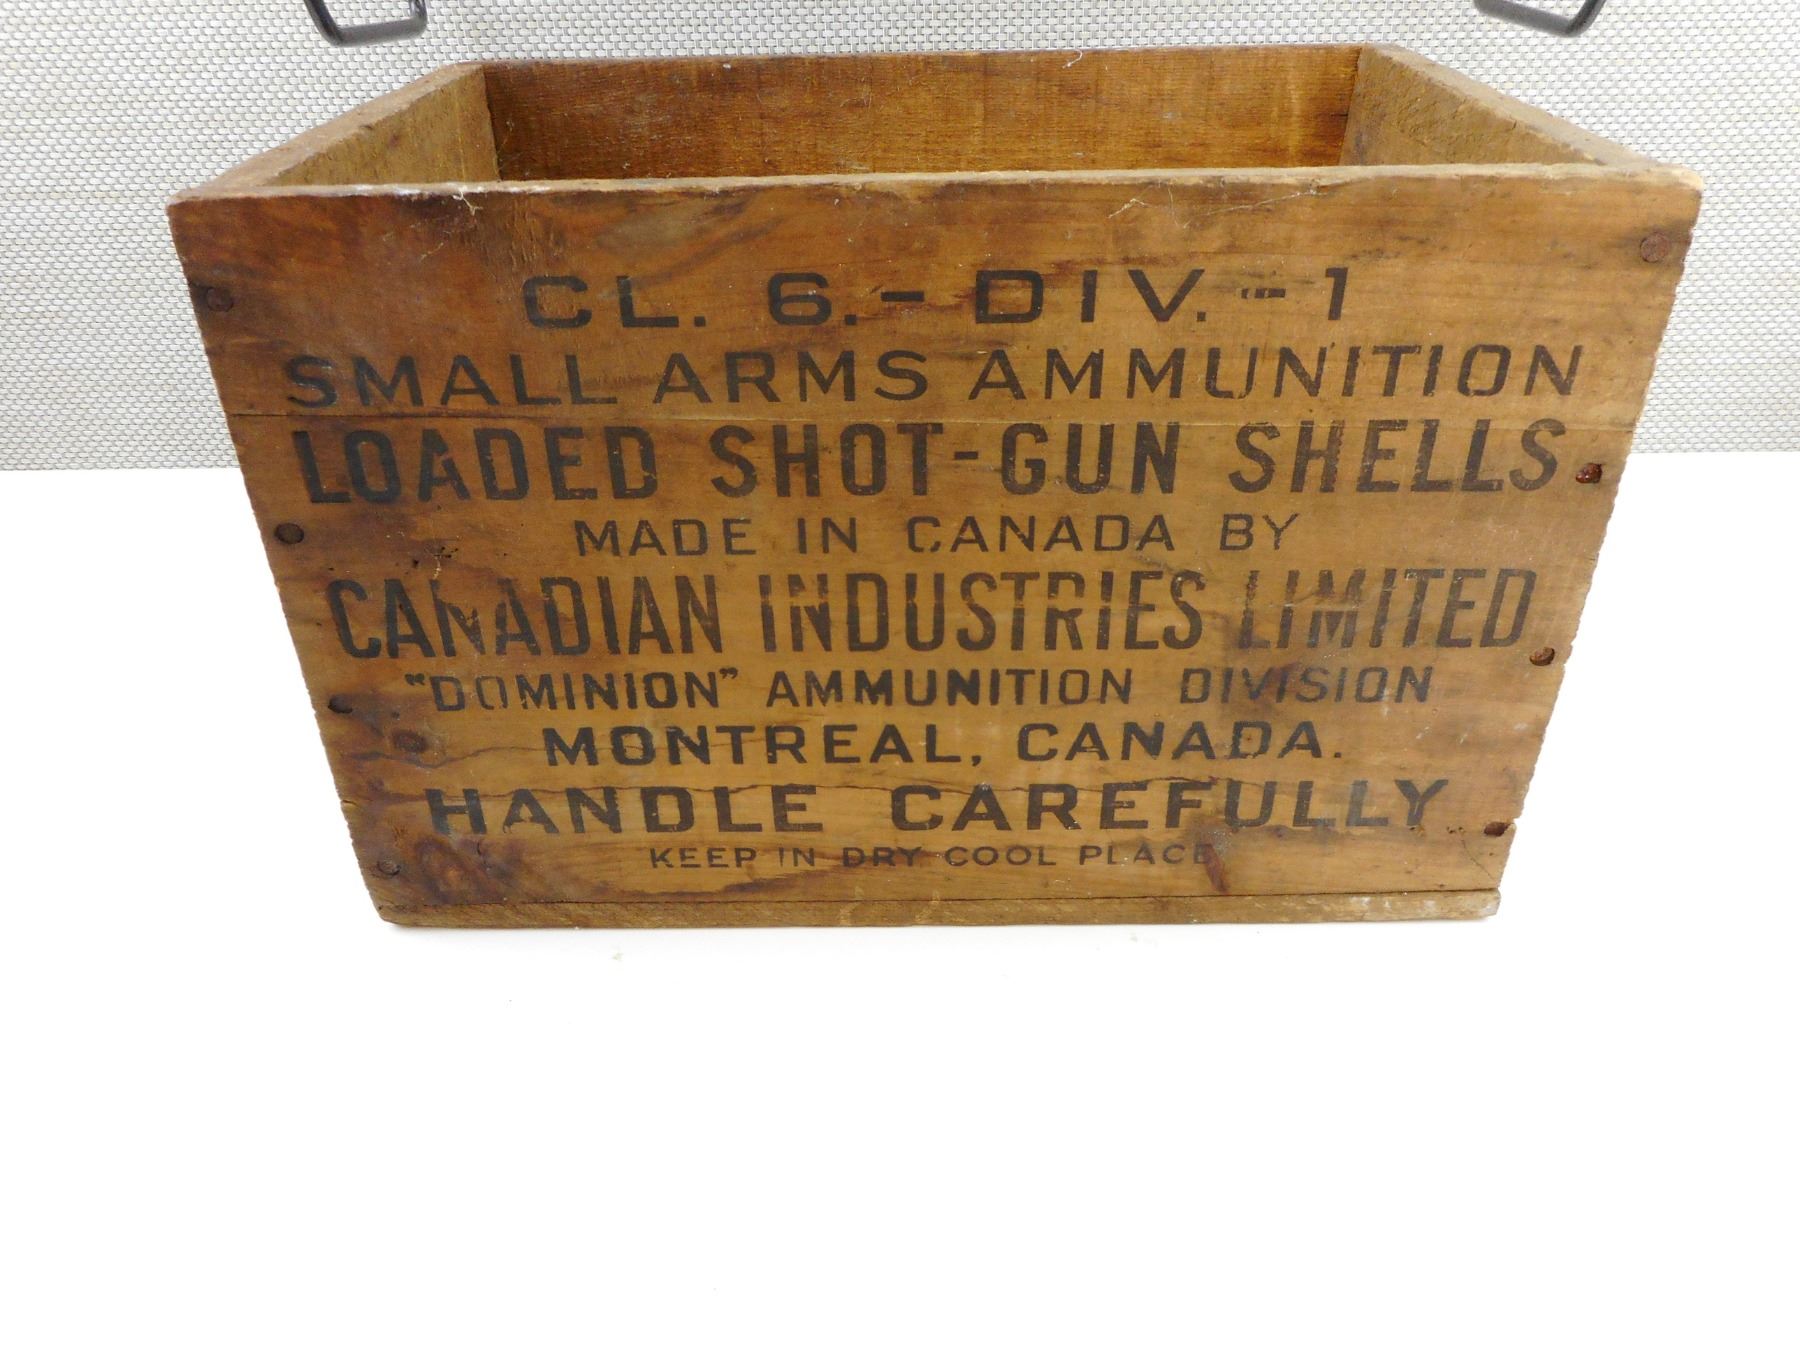 CL. 6. - DIV. - 1
SMALL ARMS AMMUNITION
LOADED SHOT-GUN SHELLS
MADE IN CANADA BY
CANADIAN INDUSTRIES LIMITED
"DOMINION" AMMUNITION DIVISION
MONTREAL, CANADA.
HANDLE CAREFULLY
KEEP IN DRY COOL PLACE